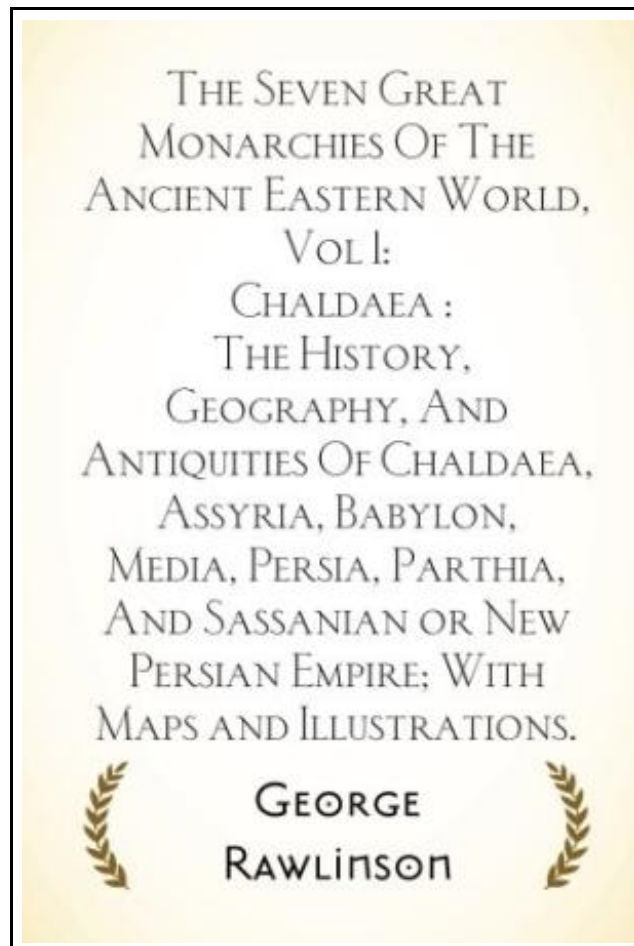 The Seven Great
Monarchies Of The
Ancient Eastern World,
Vol I:
Chaldaea :
The History,
Geography, And
Antiquities Of Chaldaea,
Assyria, Babylon,
Media, Persia, Parthia,
And Sassanian or New
Persian Empire; With
Maps and Illustrations.
George
Rawlinson